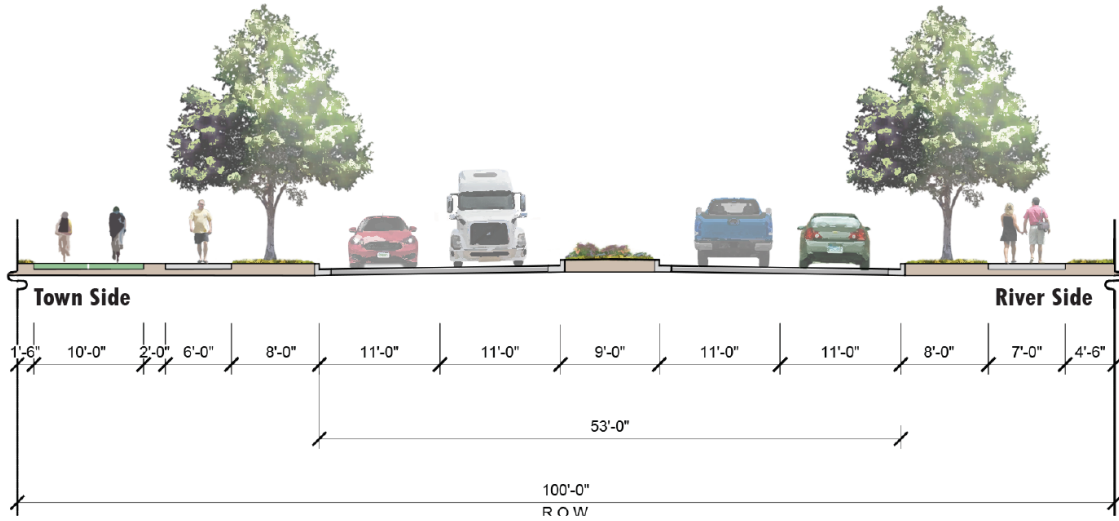 Town Side
River Side
1'-6" 10'-0" 2'-0" 6'-0" 8'-0" 11'-0" 11'-0" 9'-0" 11'-0" 11'-0" 8'-0" 7'-0" 4'-6"
53'-0"
100'-0"
R.O.W.